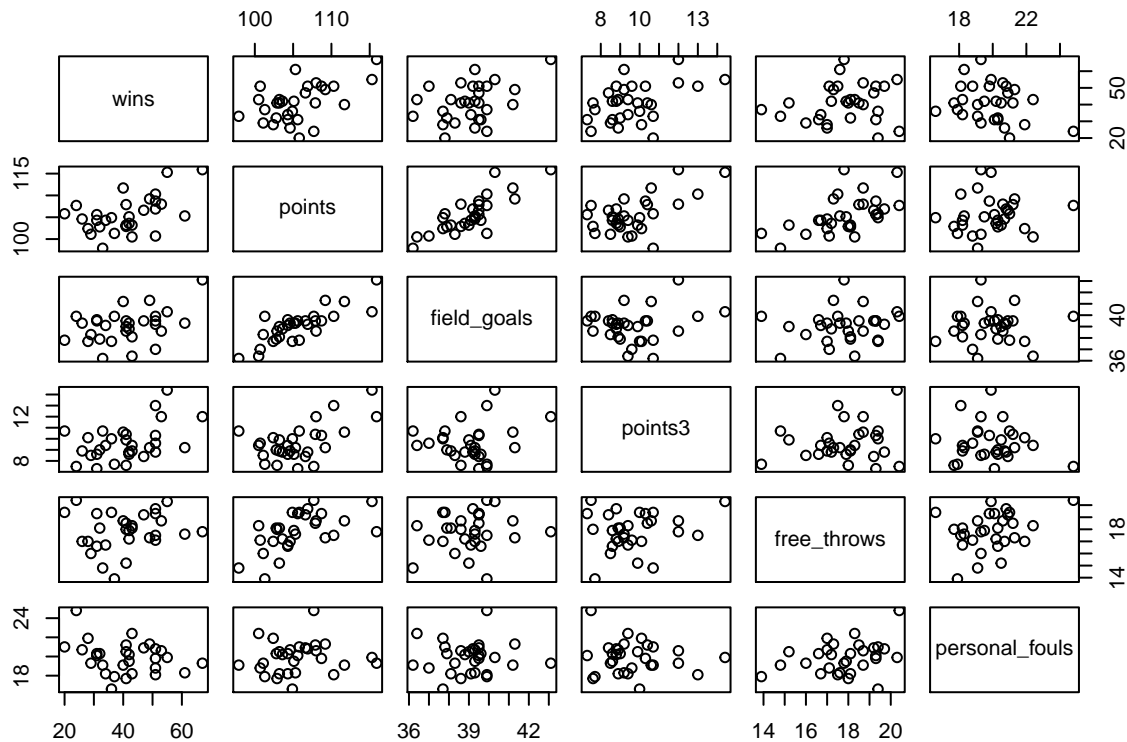 100 110
8 10 13
18 22
wins
20 50
100 115
points
field_goals
36 40
8 12
points3
free_throws
14 18
18 24
personal_fouls
20 40 60
36 39 42
14 16 18 20